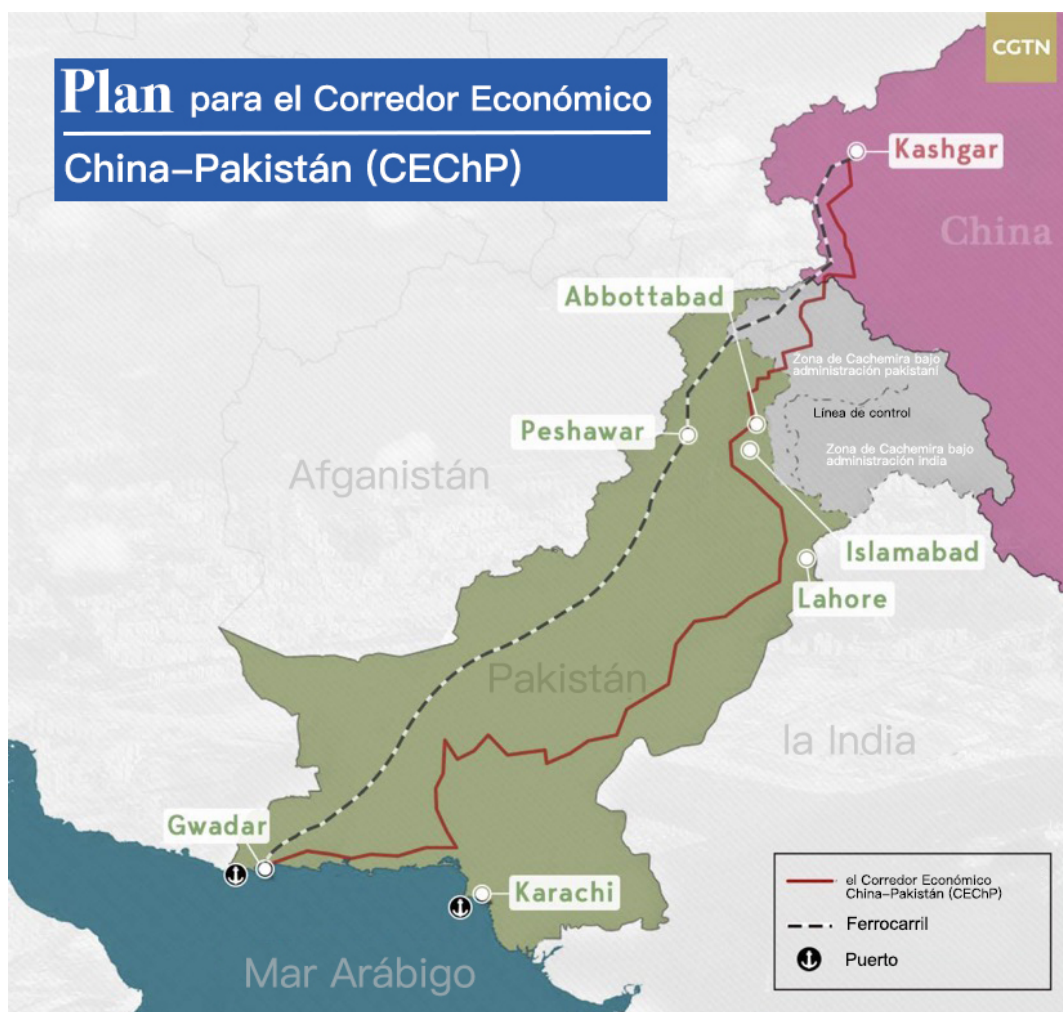 CGTN
Plan para el Corredor Económico
China–Pakistán (CEChP)
Kashgar
China
Abbottabad
Zona de Cachemira bajo
administración pakistaní
Línea de control
Peshawar
Zona de Cachemira bajo
administración india
Afganistán
Islamabad
Lahore
Pakistán
la India
Gwadar
Karachi
Mar Arábigo
el Corredor Económico
China–Pakistán (CEChP)
Ferrocarril
Puerto